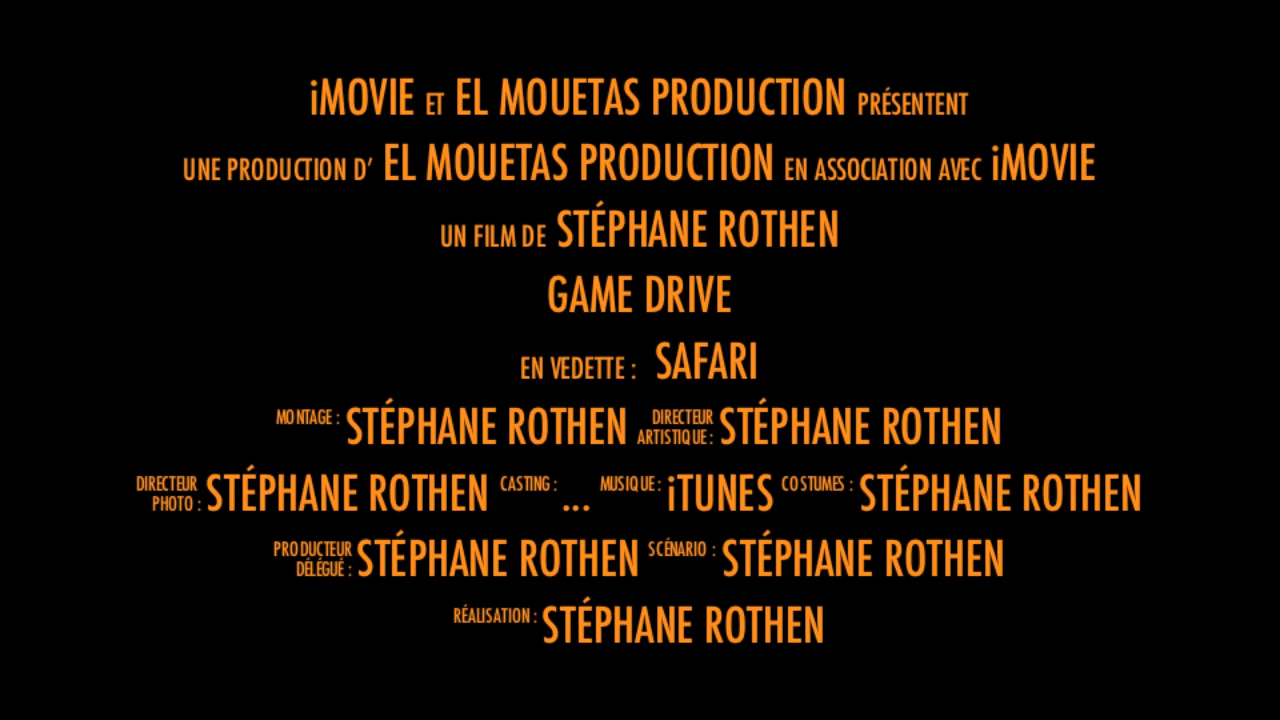 iMOVIE ET EL MOUETAS PRODUCTION PRÉSENTENT
UNE PRODUCTION D’ EL MOUETAS PRODUCTION EN ASSOCIATION AVEC iMOVIE
UN FILM DE STÉPHANE ROTHEN
GAME DRIVE
EN VEDETTE : SAFARI
MONTAGE : STÉPHANE ROTHEN DIRECTEUR ARTISTIQUE : STÉPHANE ROTHEN
DIRECTEUR PHOTO : STÉPHANE ROTHEN CASTING : ... MUSIQUE : iTUNES COSTUMES : STÉPHANE ROTHEN
PRODUCTEUR DÉLÉGUÉ : STÉPHANE ROTHEN SCÉNARIO : STÉPHANE ROTHEN
RÉALISATION : STÉPHANE ROTHEN